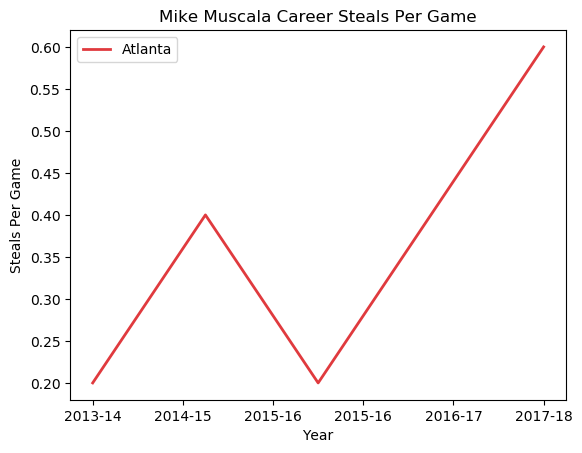 Mike Muscala Career Steals Per Game
Atlanta
0.60
0.55
0.50
0.45
0.40
0.35
0.30
0.25
0.20
Steals Per Game
2013-14 2014-15 2015-16 2015-16 2016-17 2017-18
Year